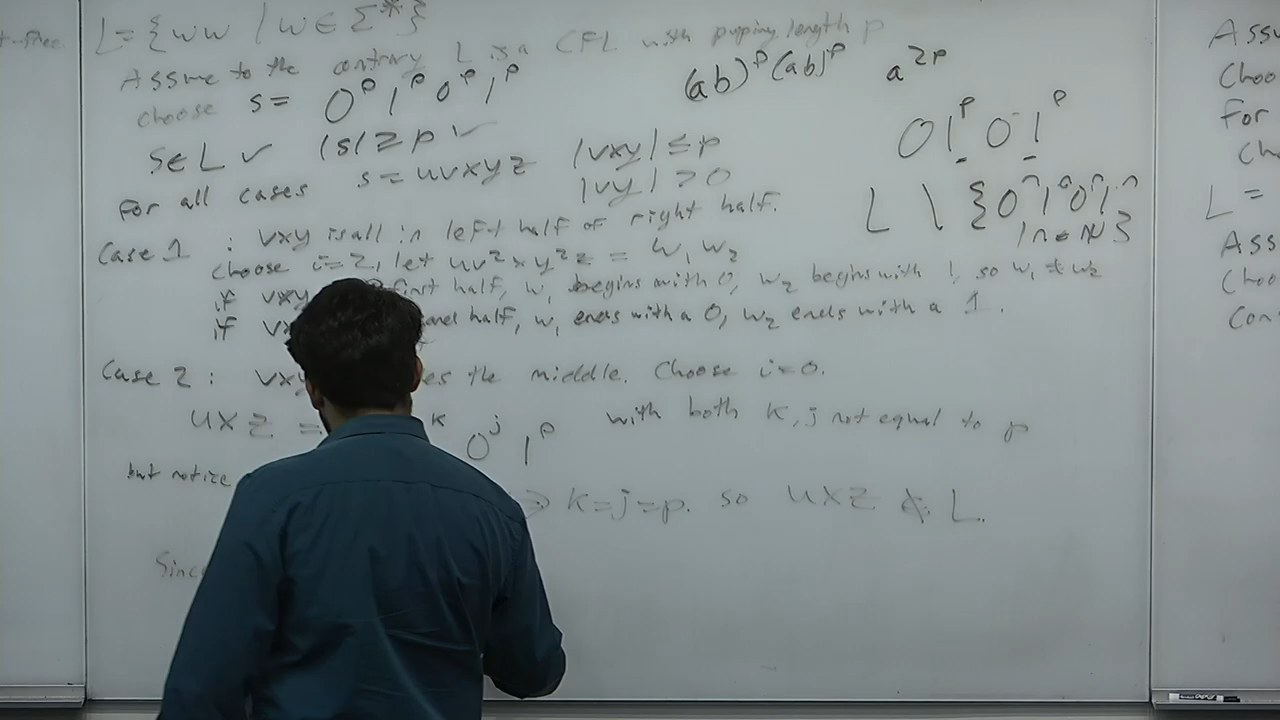 t-free
L = {ww | w ∈ Σ*}
Assume to the contrary L is a CFL with pumping length p
choose s = 0^p 1^p 0^p 1^p
(ab)^p (ab)^p a^{2p}
s ∈ L ✓ |s| ≥ p ✓
01^p 01^p
For all cases s = uvxyz |vxy| ≤ p
|vy| > 0
L \ {0^n 1^n 0^n 1^n
| n ∈ N}
Case 1 : vxy is all in left half or right half.
choose i=2, let uv²xy²z = w₁ w₂
if vxy first half, w₁ begins with 0, w₂ begins with 1, so w₁ ≠ w₂
if half, w₁ ends with a 0, w₂ ends with a 1.
Case 2 : vxy the middle. Choose i=0.
uxz = ^k 0^j 1^p with both k, j not equal to p
but notice
k=j=p. so uxz ∉ L.
Since
Assu
Choo
For
Ch
L =
Ass
Choo
Con